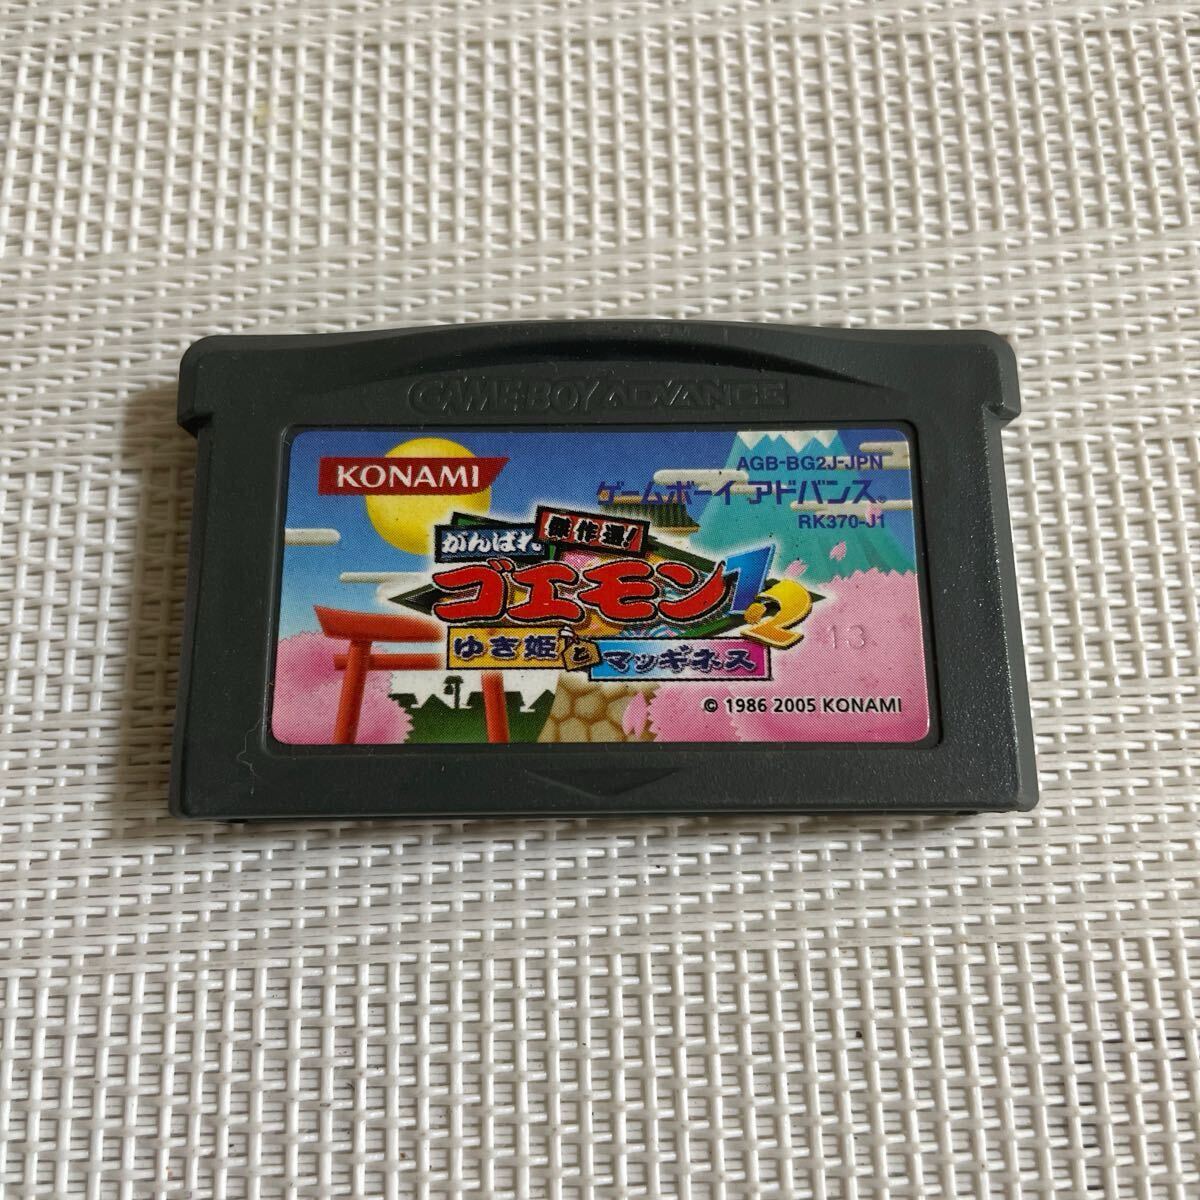 GAME BOY ADVANCE
KONAMI
AGB-BG2J-JPN
ゲームボーイアドバンス®
RK370-J1
がんばれ
傑作選!
ゴエモン1・2
ゆき姫とマッギネス
13
© 1986 2005 KONAMI